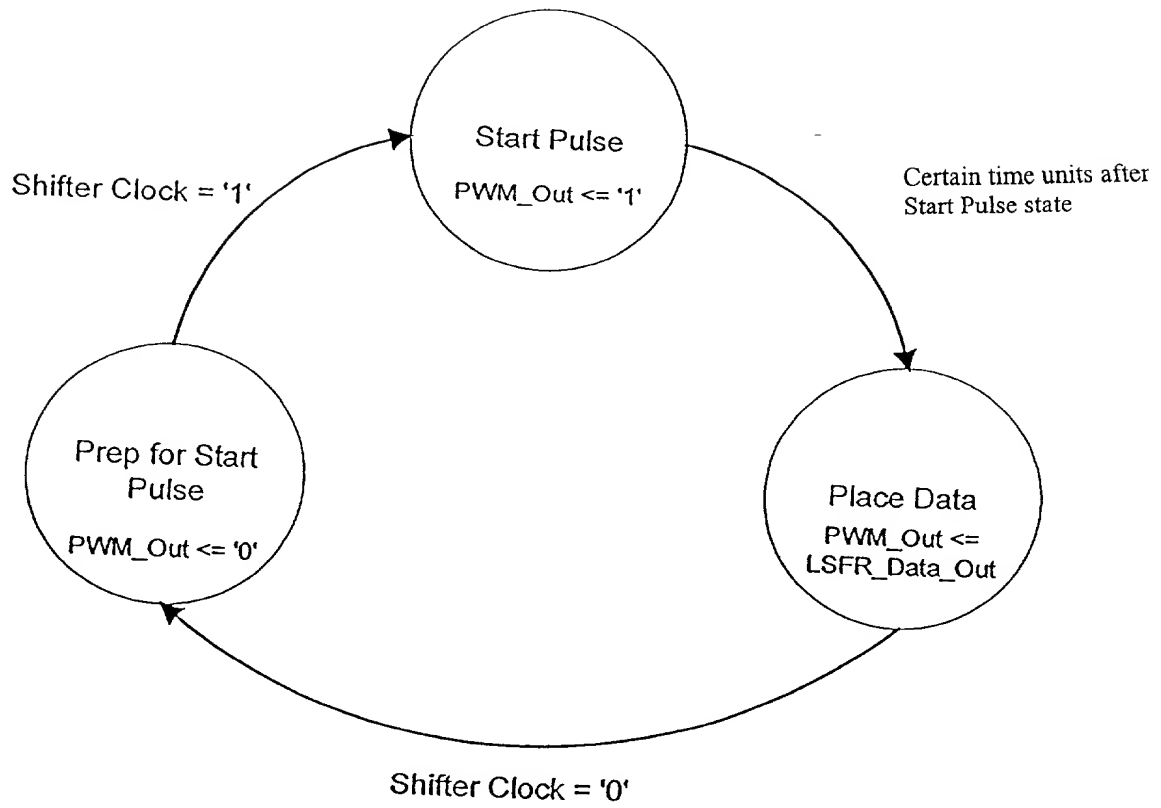 Start Pulse
PWM_Out <= '1'
Shifter Clock = '1'
Certain time units after
Start Pulse state
Prep for Start
Pulse
PWM_Out <= '0'
Place Data
PWM_Out <=
LSFR_Data_Out
Shifter Clock = '0'